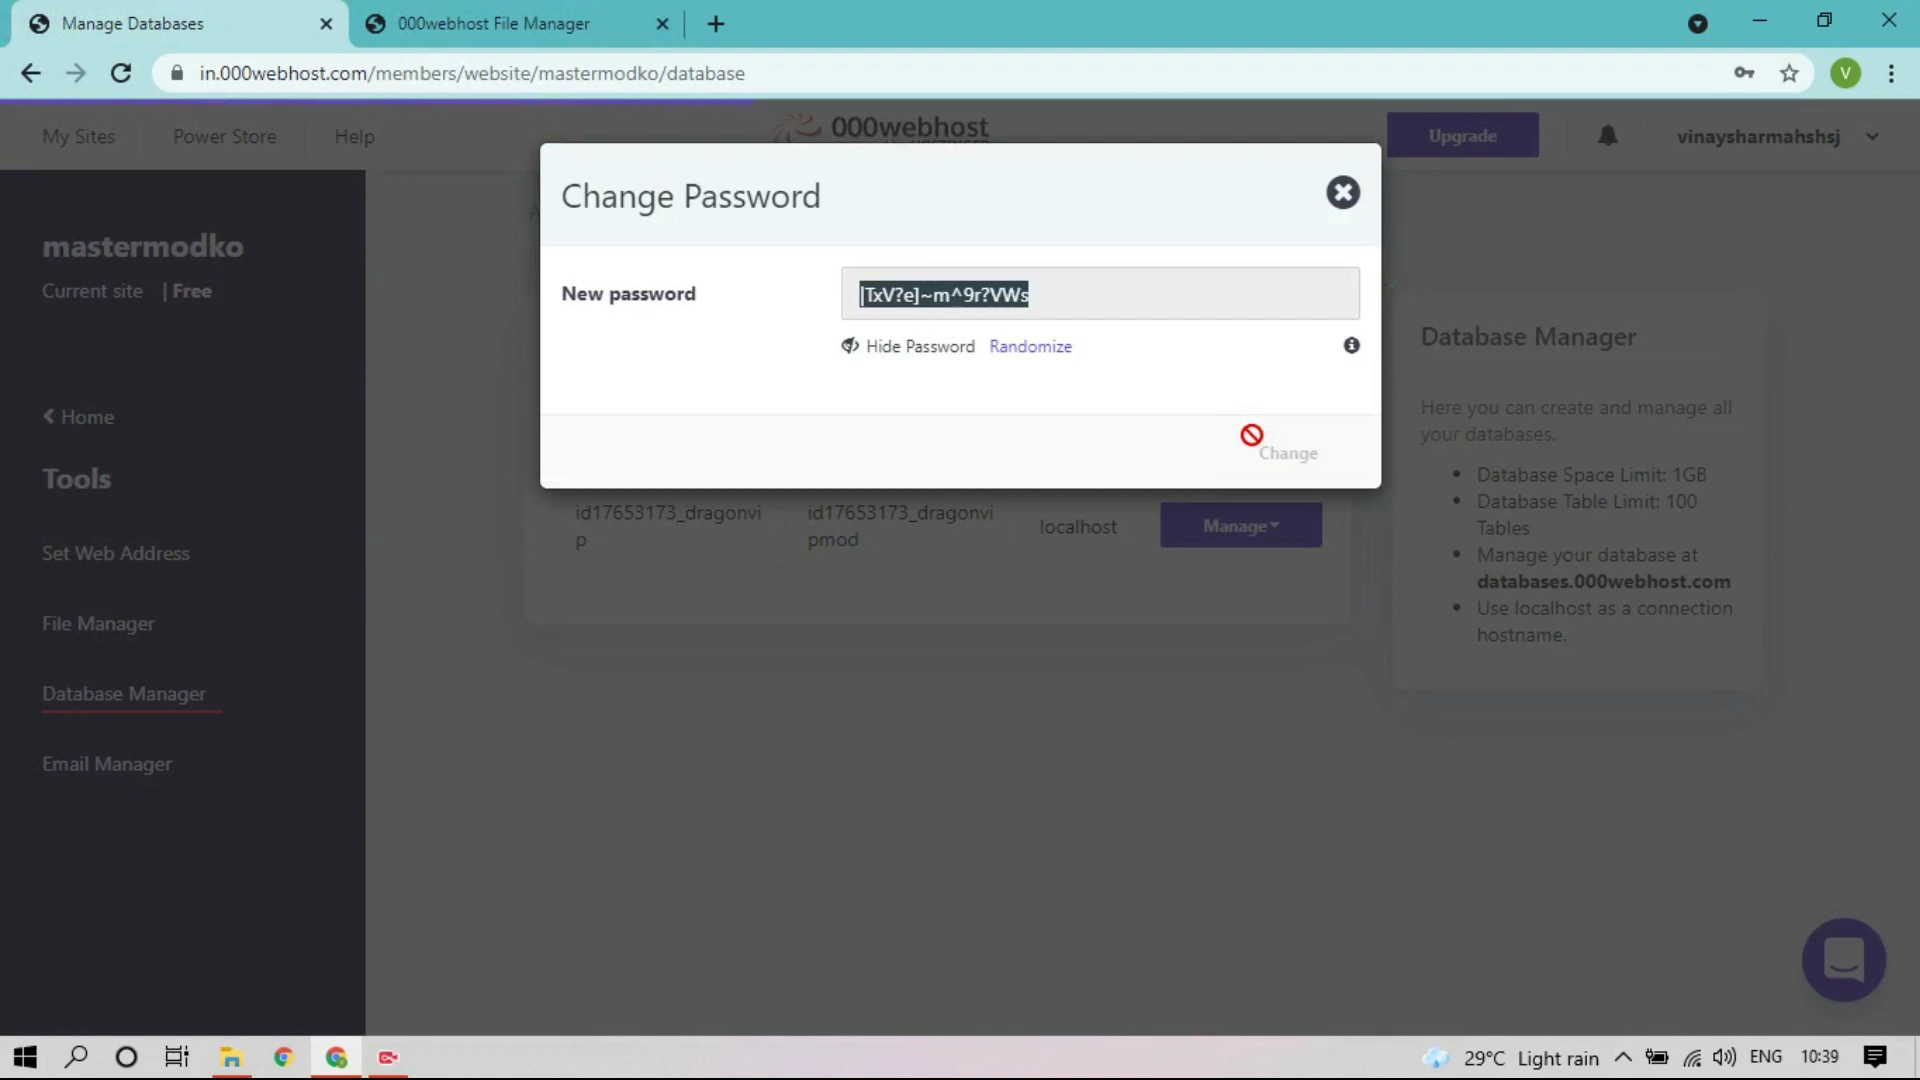 Manage Databases
000webhost File Manager
in.000webhost.com/members/website/mastermodko/database
V
My Sites
Power Store
Help
000webhost
Upgrade
vinaysharmahshsj
mastermodko
Current site | Free
Home
Tools
Set Web Address
File Manager
Database Manager
Email Manager
Change Password
New password
|TxV?e]~m^9r?VWs
Hide Password Randomize
Change
id17653173_dragonvi
p
id17653173_dragonvi
pmod
localhost
Manage
Database Manager
Here you can create and manage all
your databases.
• Database Space Limit: 1GB
• Database Table Limit: 100
Tables
• Manage your database at
databases.000webhost.com
• Use localhost as a connection
hostname.
29°C Light rain
ENG
10:39